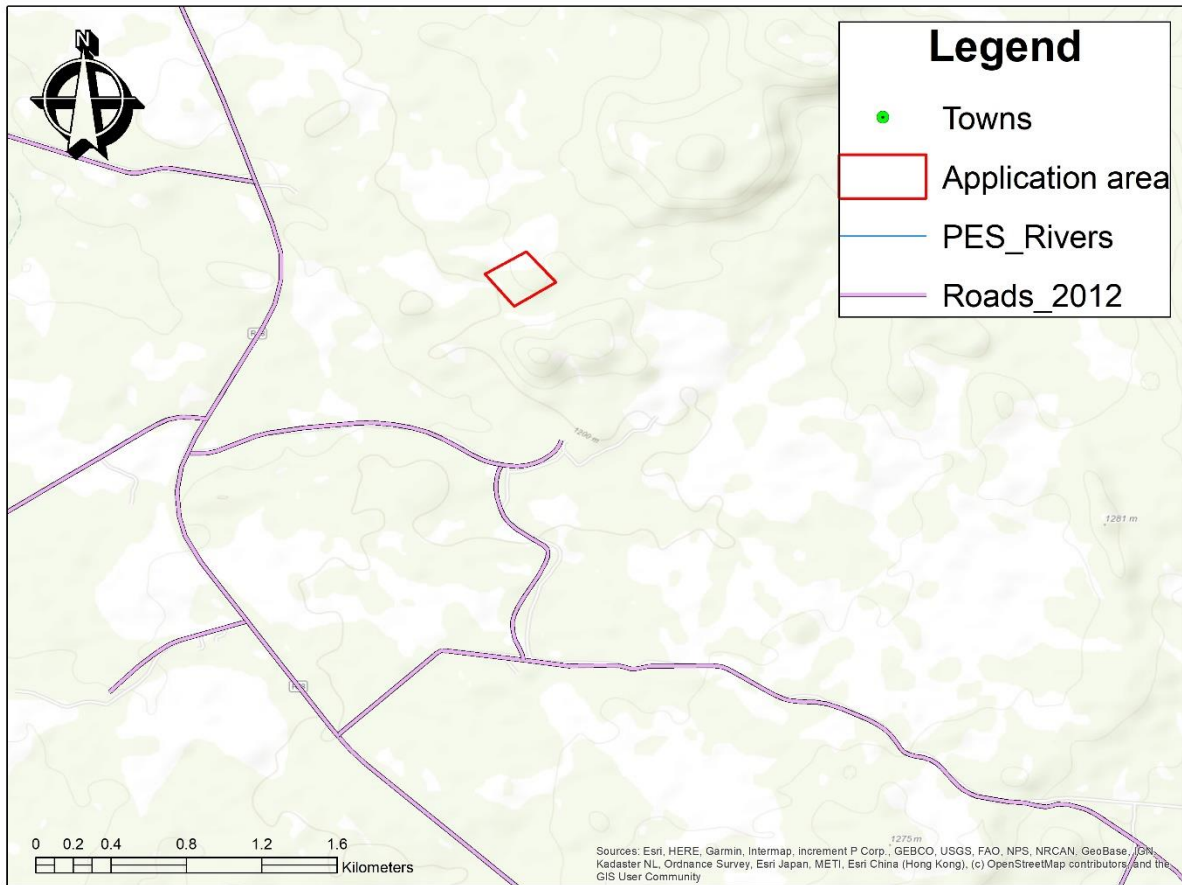 N
Legend
Towns
Application area
PES_Rivers
Roads_2012
1200 m
1281 m
1275 m
0 0.2 0.4 0.8 1.2 1.6
Kilometers
Sources: Esri, HERE, Garmin, Intermap, increment P Corp., GEBCO, USGS, FAO, NPS, NRCAN, GeoBase, IGN,
Kadaster NL, Ordnance Survey, Esri Japan, METI, Esri China (Hong Kong), (c) OpenStreetMap contributors, and the
GIS User Community